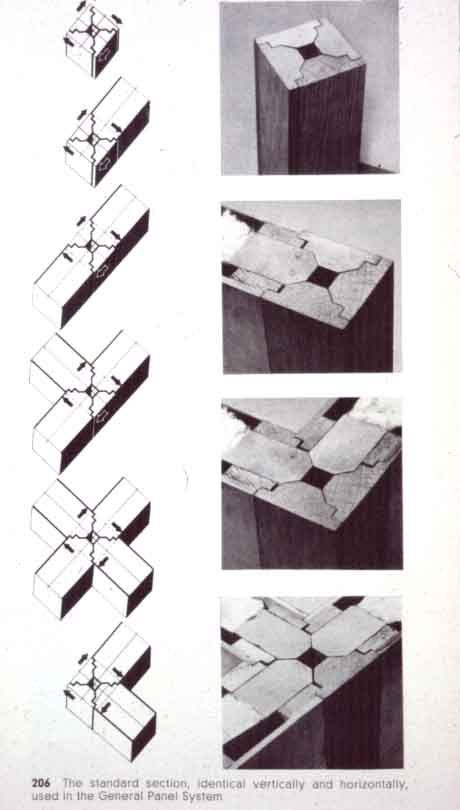 206 The standard section, identical vertically and horizontally,
used in the General Panel System